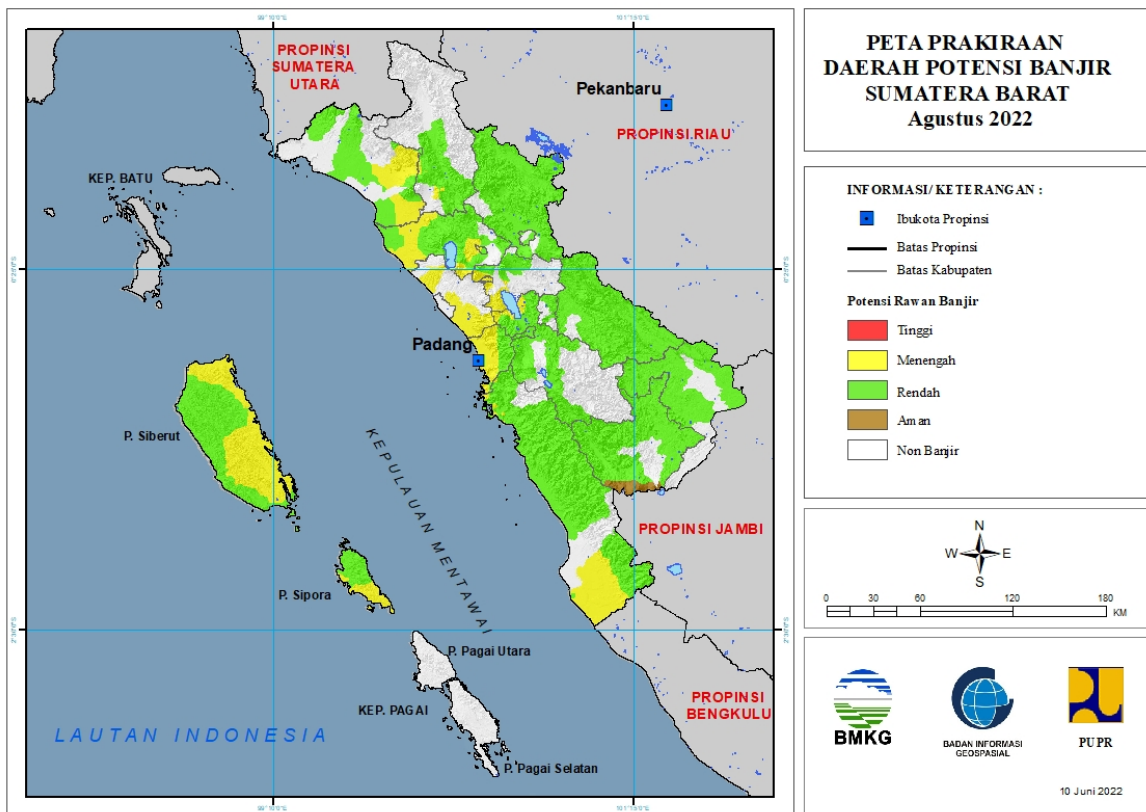 PETA PRAKIRAAN
DAERAH POTENSI BANJIR
SUMATERA BARAT
Agustus 2022
INFORMASI/ KETERANGAN :
Ibukota Propinsi
Batas Propinsi
Batas Kabupaten
Potensi Rawan Banjir
Tinggi
Menengah
Rendah
Aman
Non Banjir
N
W E
S
0 30 60 120 180
KM
BMKG
BADAN INFORMASI
GEOSPASIAL
PUPR
10 Juni 2022
PROPINSI
SUMATERA
UTARA
Pekanbaru
PROPINSI RIAU
KEP. BATU
Padang
P. Siberut
KEPULAUAN MENTAWAI
PROPINSI JAMBI
P. Sipora
P. Pagai Utara
KEP. PAGAI
PROPINSI
BENGKULU
LAUTAN INDONESIA
P. Pagai Selatan